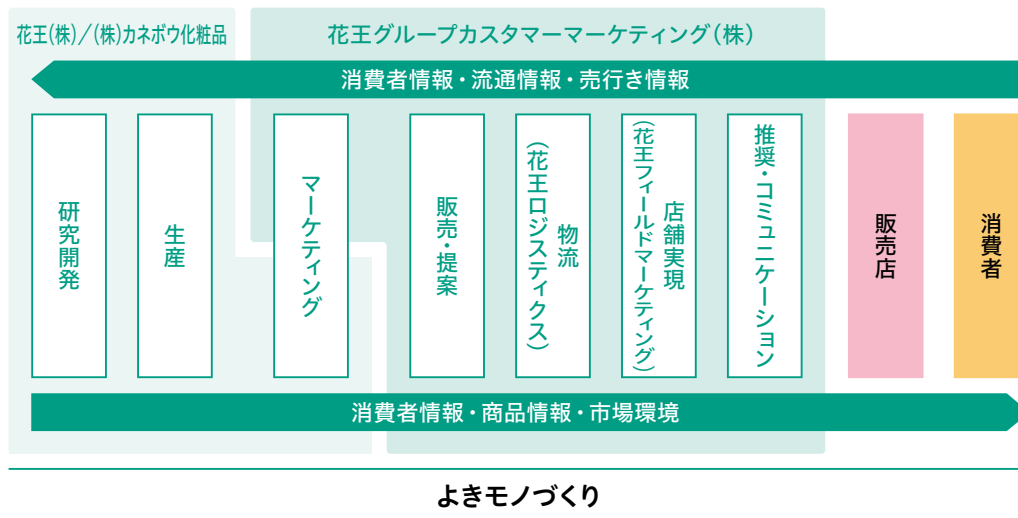 花王(株)/(株)カネボウ化粧品
花王グループカスタマーマーケティング(株)
消費者情報・流通情報・売行き情報
研究開発
生産
マーケティング
販売・提案
物流
(花王ロジスティクス)
店舗実現
(花王フィールドマーケティング)
推奨・コミュニケーション
販売店
消費者
消費者情報・商品情報・市場環境
よきモノづくり